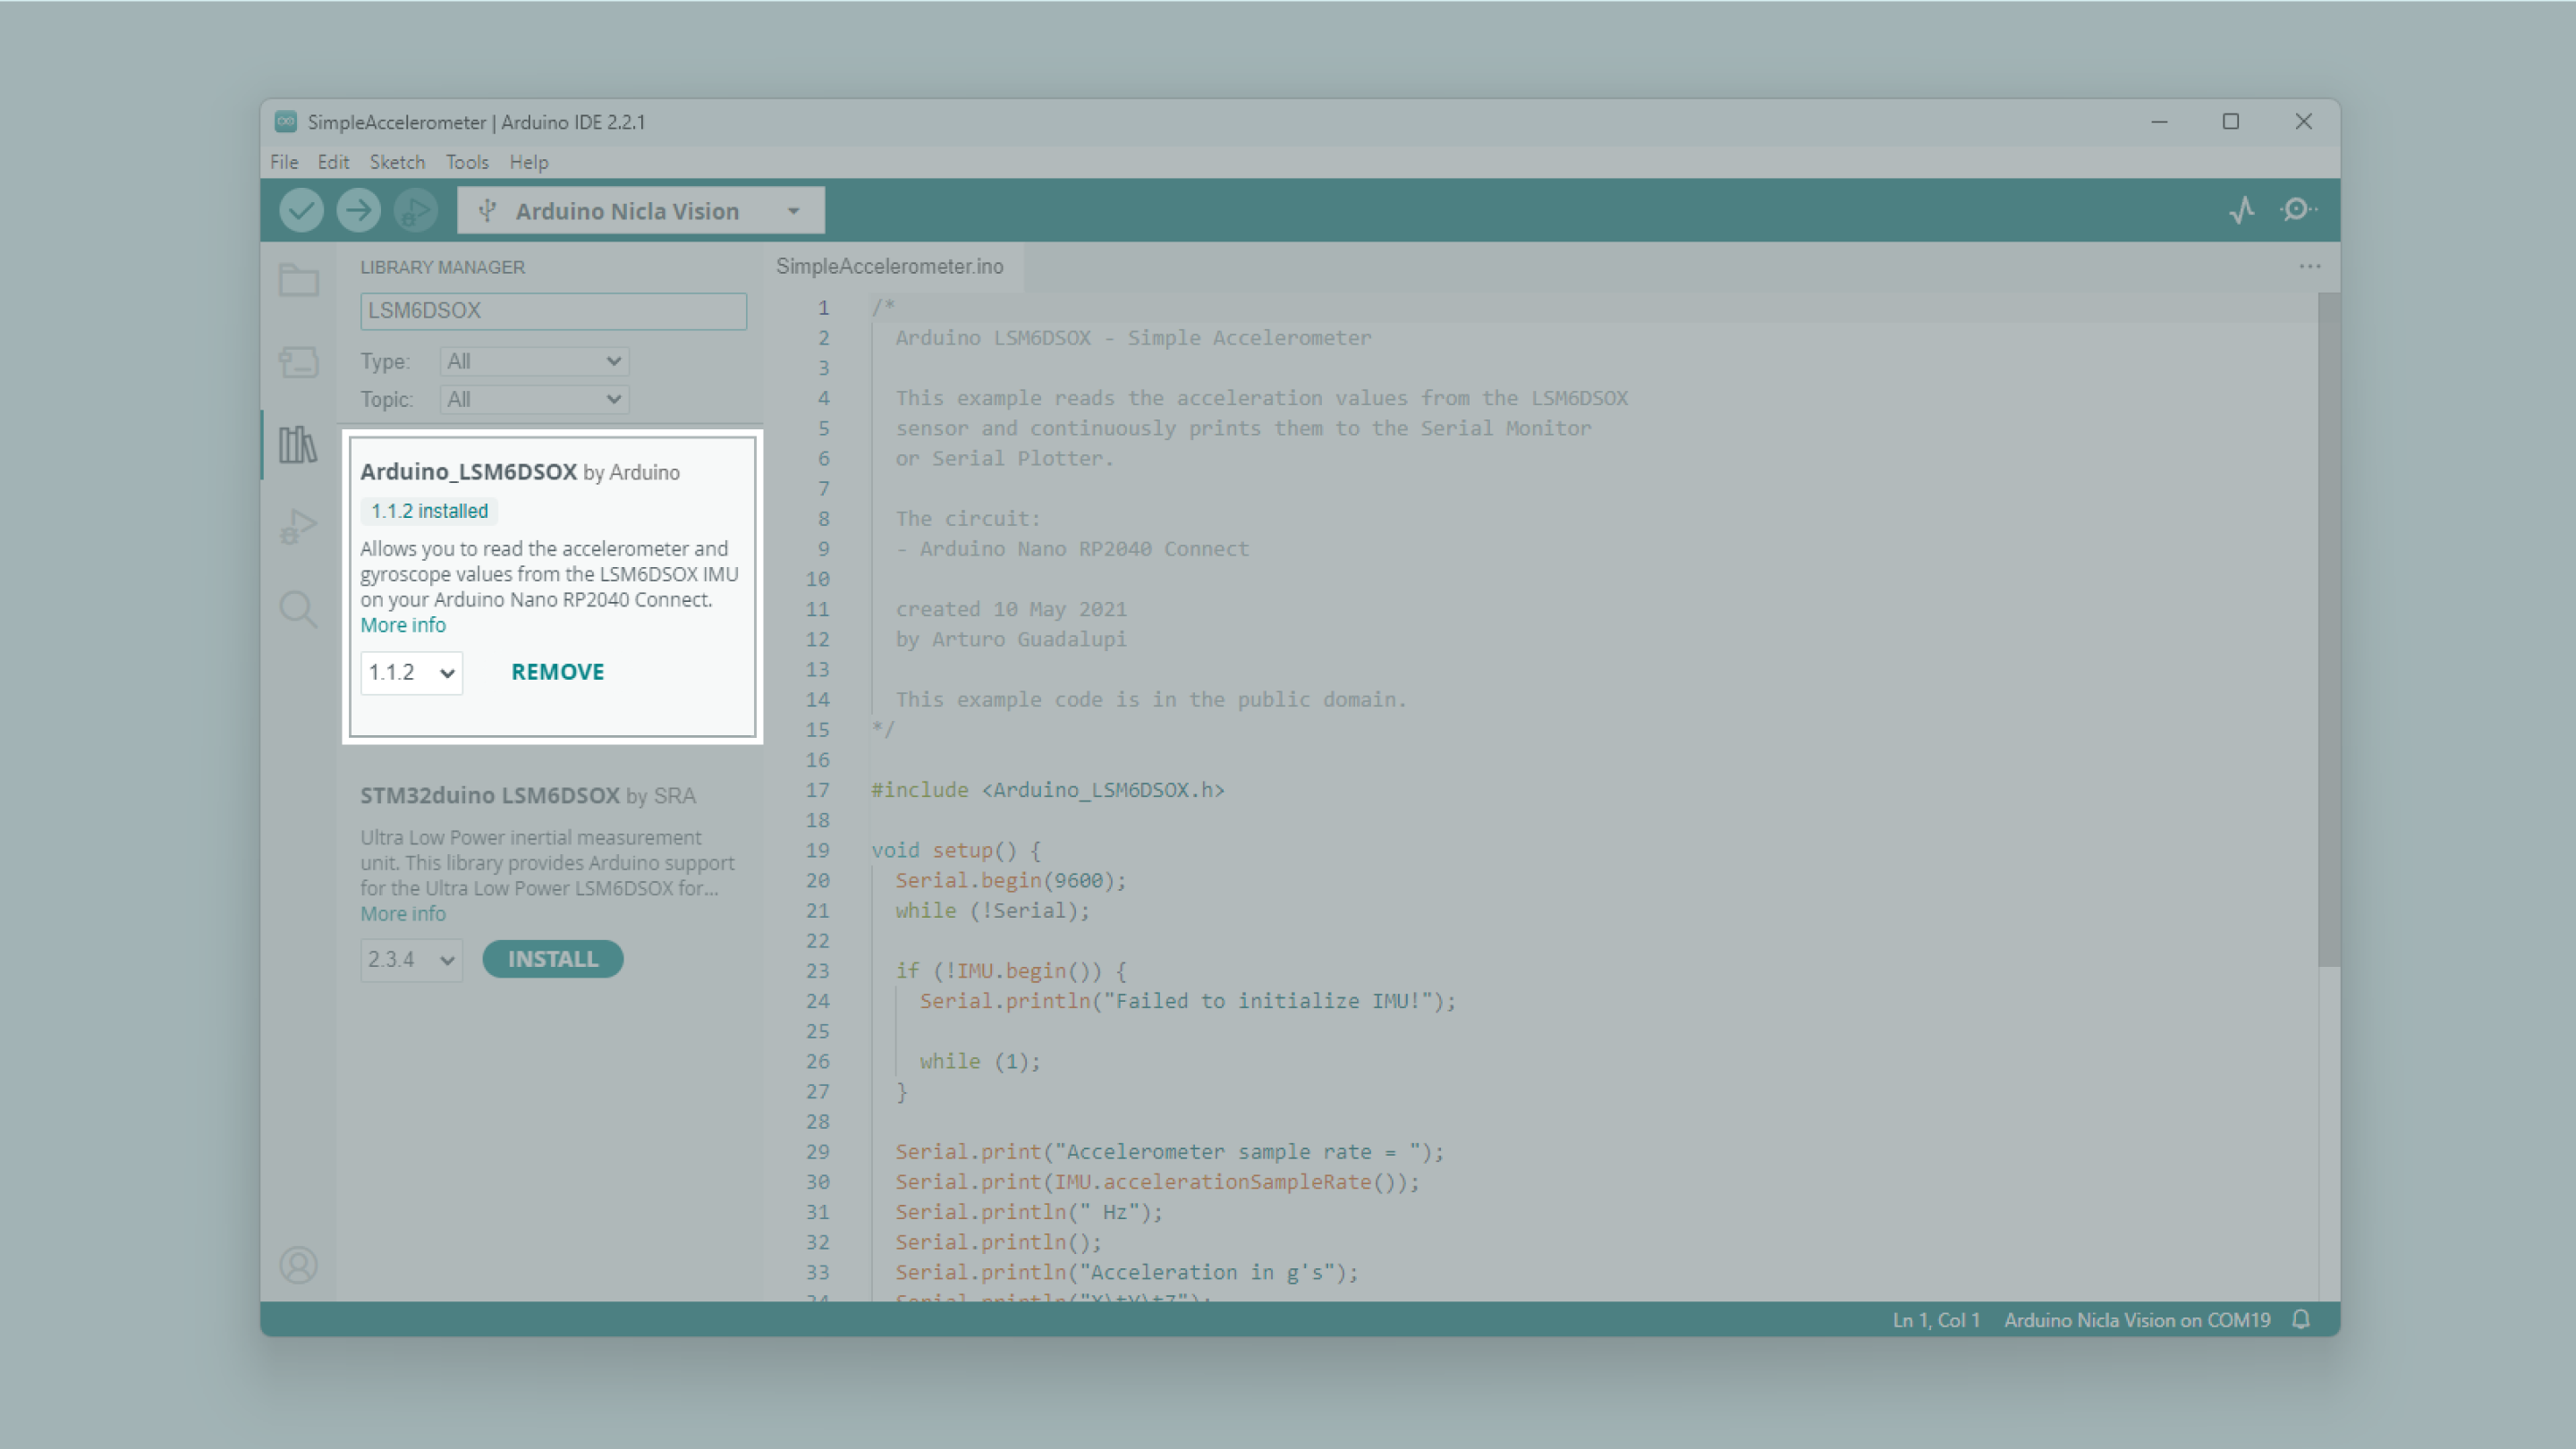 SimpleAccelerometer | Arduino IDE 2.2.1
File Edit Sketch Tools Help
Arduino Nicla Vision
LIBRARY MANAGER
LSM6DSOX
Type: All
Topic: All
Arduino_LSM6DSOX by Arduino
1.1.2 installed
Allows you to read the accelerometer and
gyroscope values from the LSM6DSOX IMU
on your Arduino Nano RP2040 Connect.
More info
1.1.2 REMOVE
STM32duino LSM6DSOX by SRA
Ultra Low Power inertial measurement
unit. This library provides Arduino support
for the Ultra Low Power LSM6DSOX for...
More info
2.3.4 INSTALL
SimpleAccelerometer.ino
1 /*
2 Arduino LSM6DSOX - Simple Accelerometer
3
4 This example reads the acceleration values from the LSM6DSOX
5 sensor and continuously prints them to the Serial Monitor
6 or Serial Plotter.
7
8 The circuit:
9 - Arduino Nano RP2040 Connect
10
11 created 10 May 2021
12 by Arturo Guadalupi
13
14 This example code is in the public domain.
15 */
16
17 #include <Arduino_LSM6DSOX.h>
18
19 void setup() {
20 Serial.begin(9600);
21 while (!Serial);
22
23 if (!IMU.begin()) {
24 Serial.println("Failed to initialize IMU!");
25
26 while (1);
27 }
28
29 Serial.print("Accelerometer sample rate = ");
30 Serial.print(IMU.accelerationSampleRate());
31 Serial.println(" Hz");
32 Serial.println();
33 Serial.println("Acceleration in g's");
34 Serial.println("X\tY\tZ");
Ln 1, Col 1 Arduino Nicla Vision on COM19